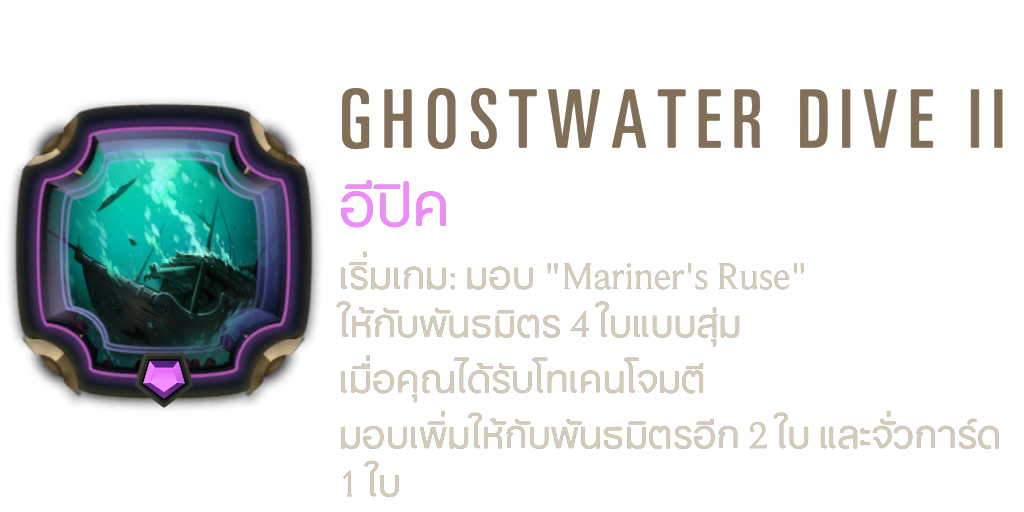 GHOSTWATER DIVE II
อีปิค
เริ่มเกม: มอบ "Mariner's Ruse"
ให้กับพันธมิตร 4 ใบแบบสุ่ม
เมื่อคุณได้รับโทเคนโจมตี
มอบเพิ่มให้กับพันธมิตรอีก 2 ใบ และจั่วการ์ด
1 ใบ